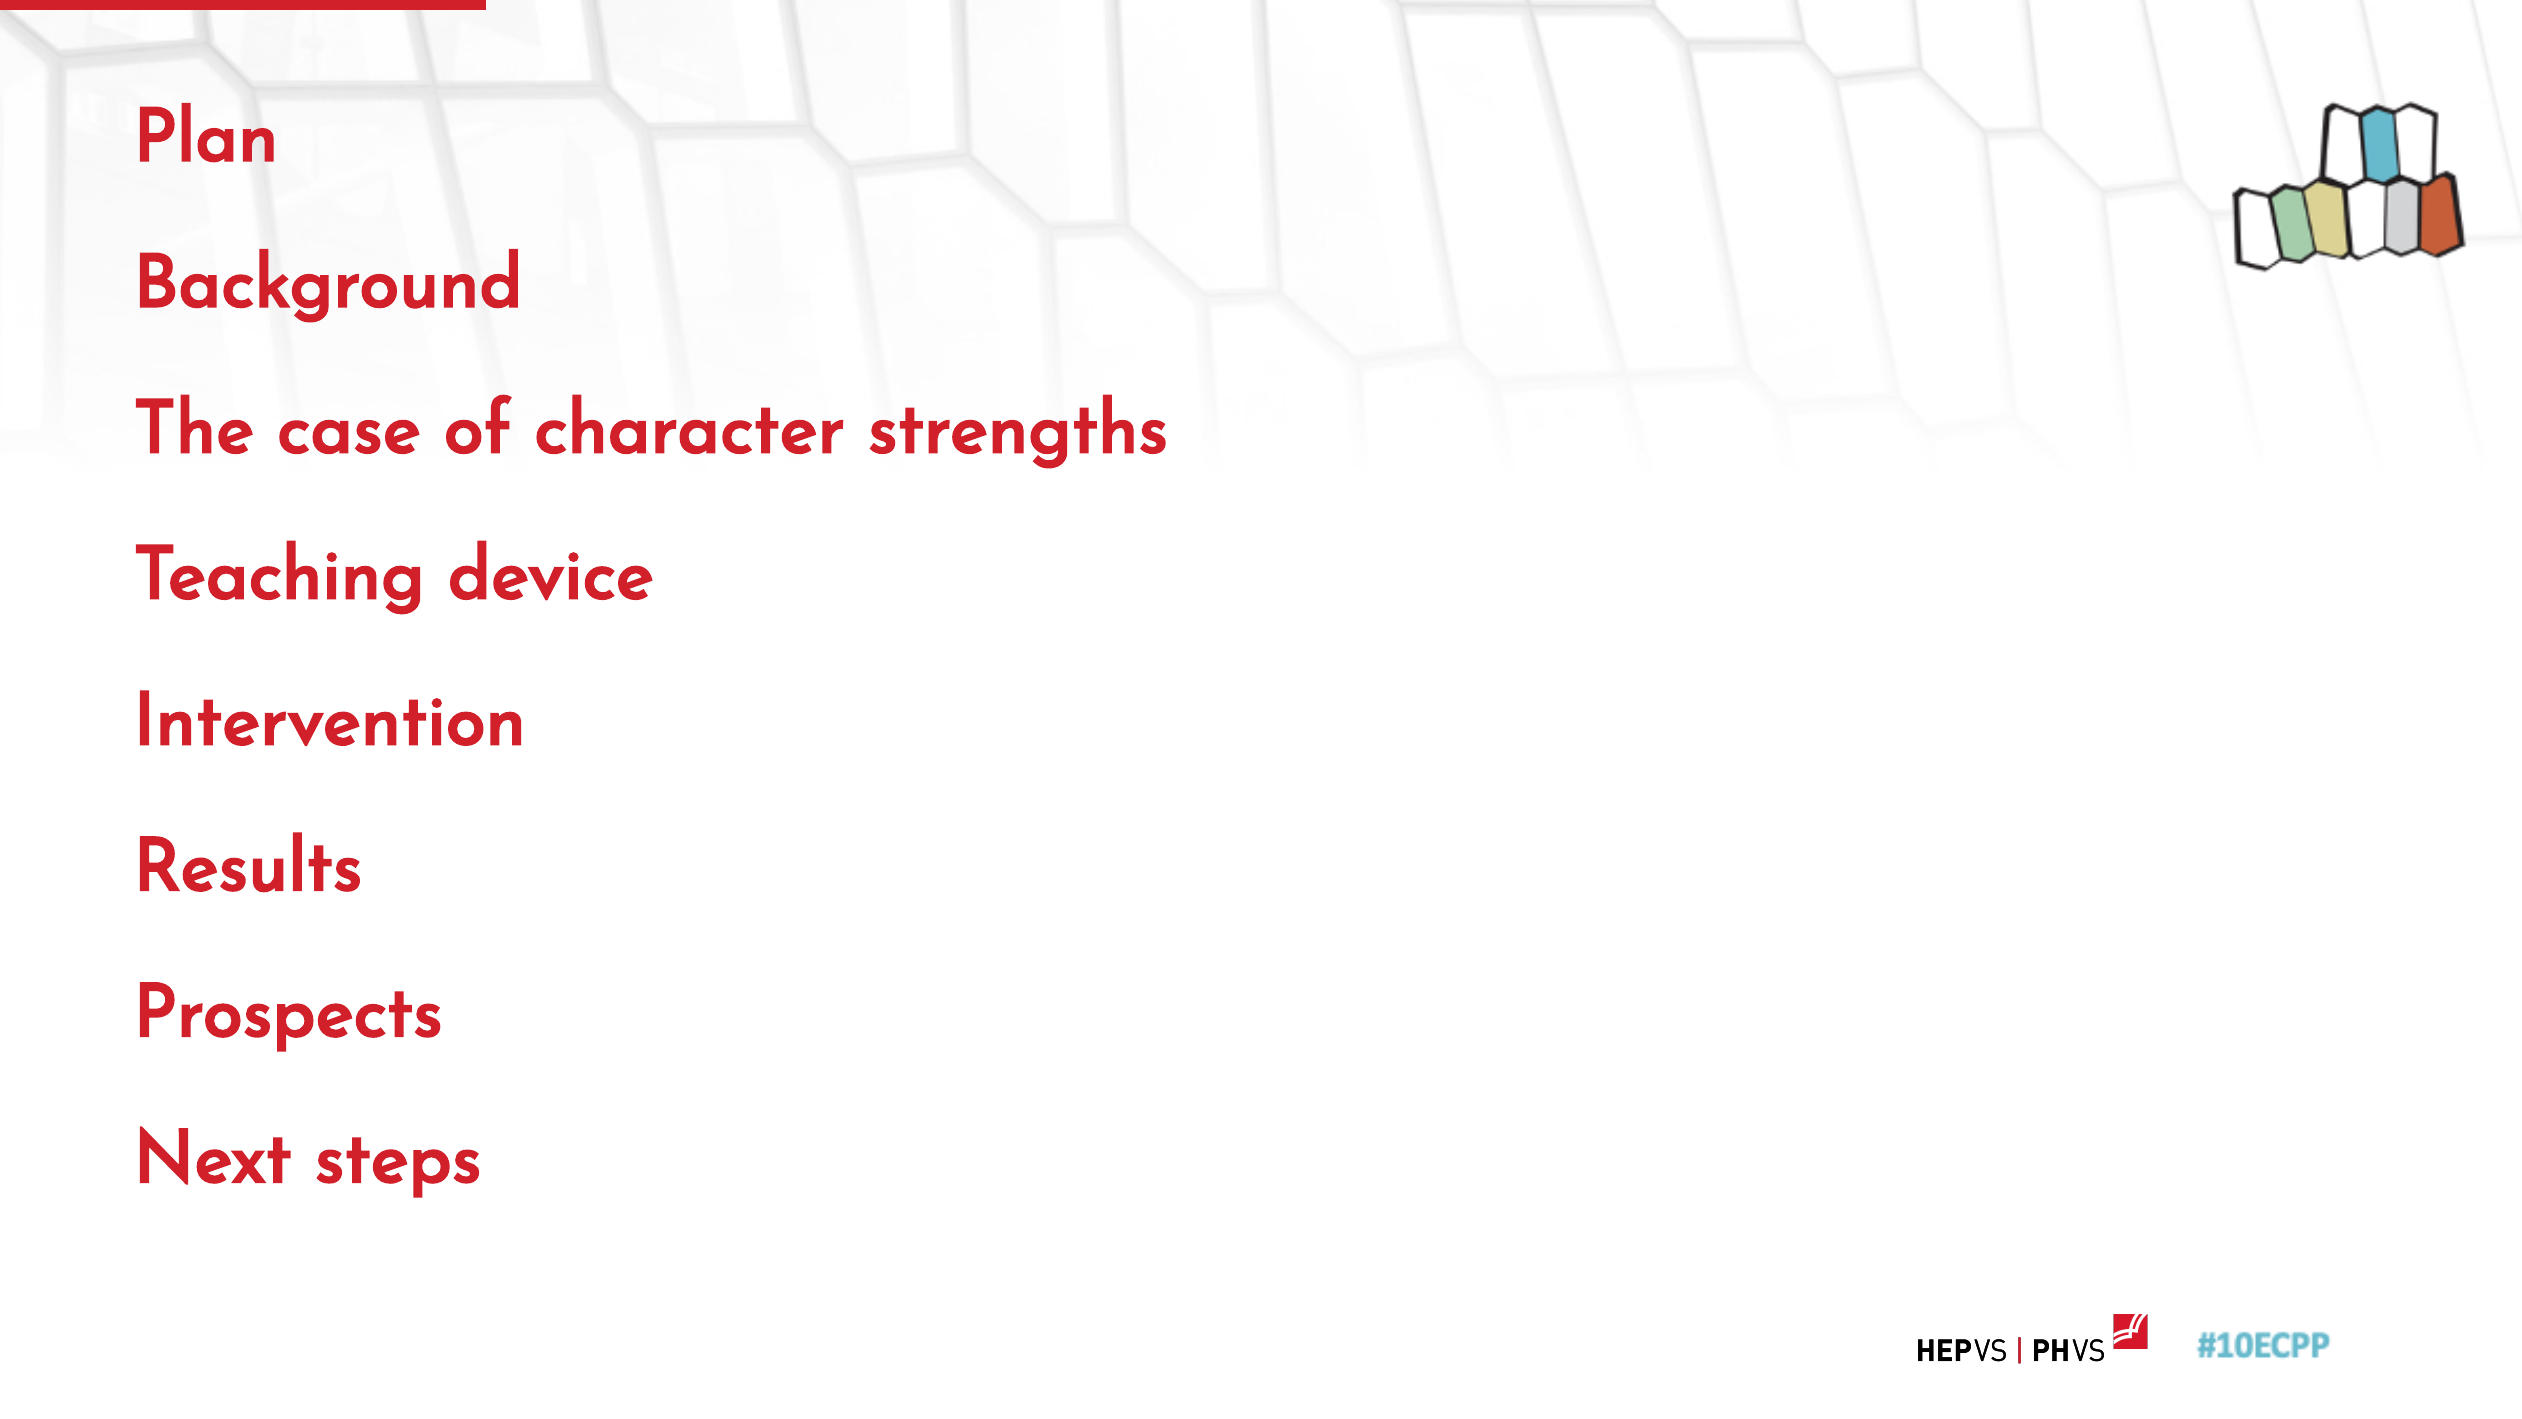 Plan
Background
The case of character strengths
Teaching device
Intervention
Results
Prospects
Next steps
HEPVS | PHVS
#10ECPP